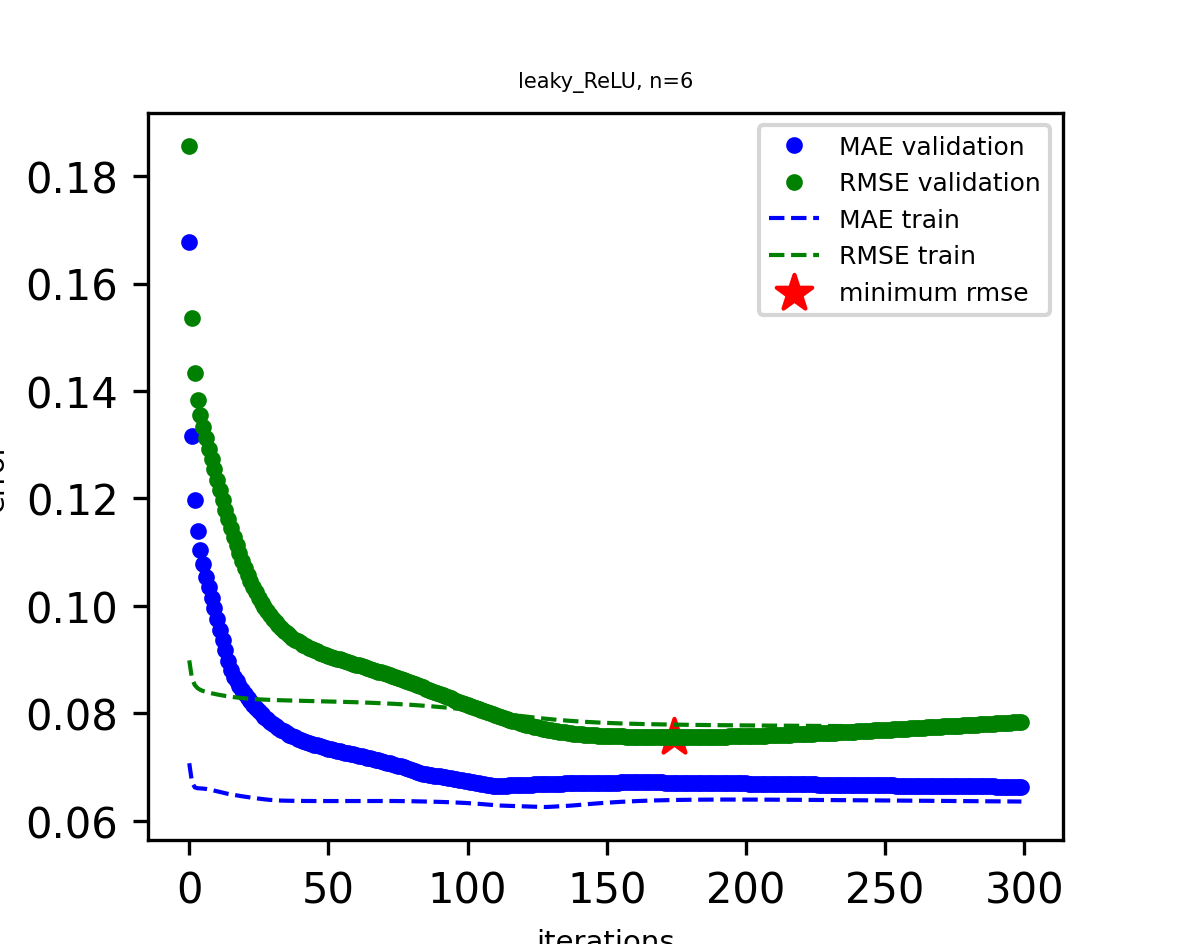 leaky_ReLU, n=6
MAE validation
RMSE validation
MAE train
RMSE train
minimum rmse
0.18
0.16
0.14
0.12
0.10
0.08
0.06
0 50 100 150 200 250 300
iterations